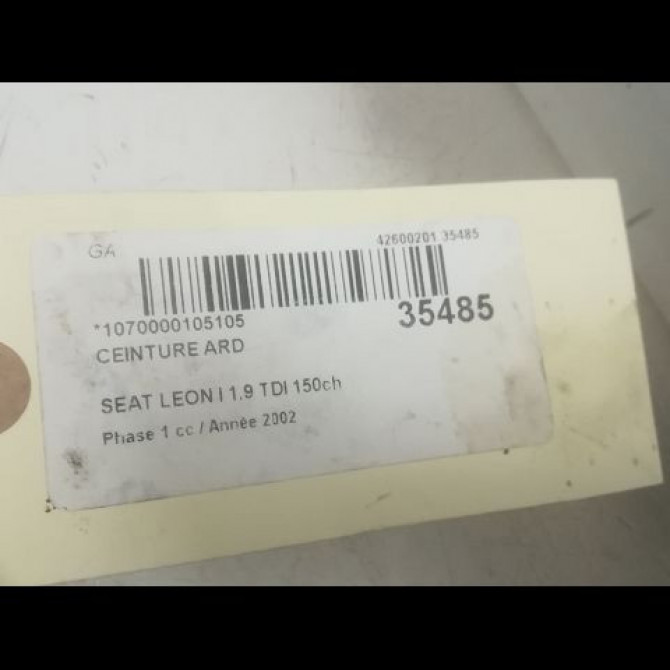 GA
42600201 35485
*1070000105105
35485
CEINTURE ARD
SEAT LEON I 1.9 TDI 150ch
Phase 1 cc / Année 2002